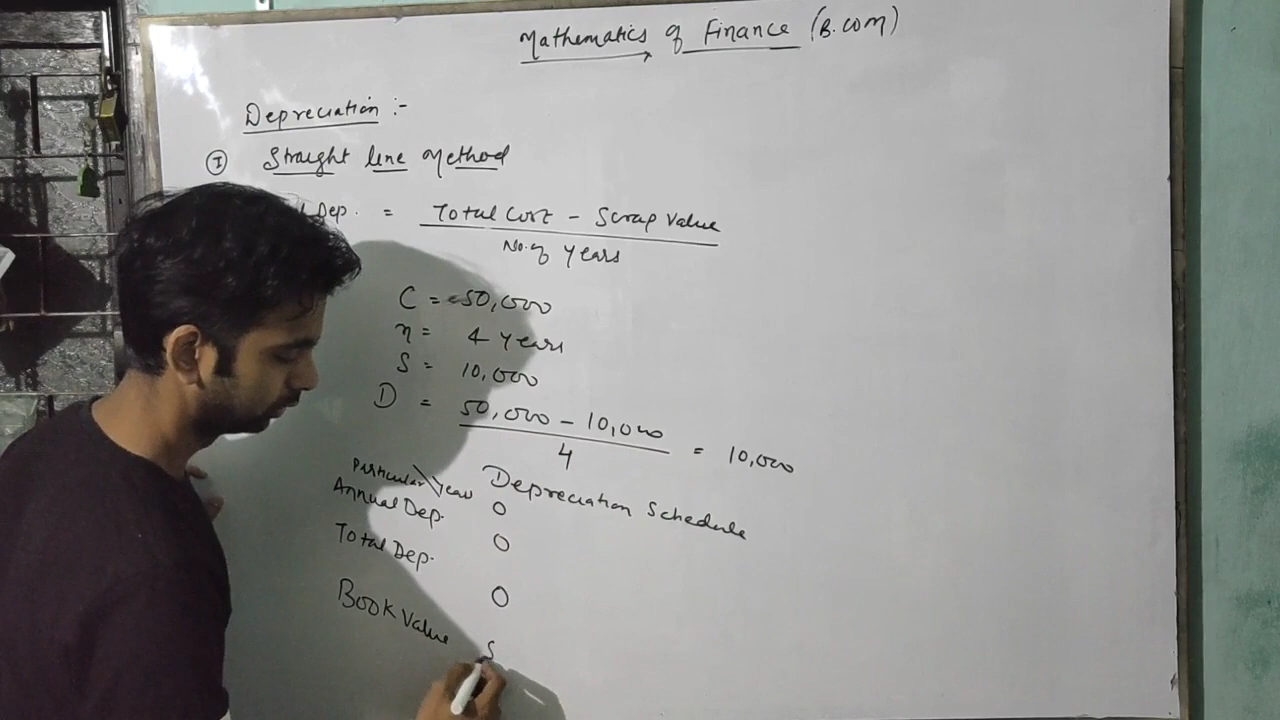 Mathematics of Finance (B.com)
Depreciation :-
I Straight line Method
Dep. = Total Cost - Scrap Value
No. of Years
C = 50,000
n = 4 Years
S = 10,000
D = 50,000 - 10,000
4
= 10,000
Depreciation Schedule
Particular\Year 0
Annual Dep. 0
Total Dep. 0
Book Value 5